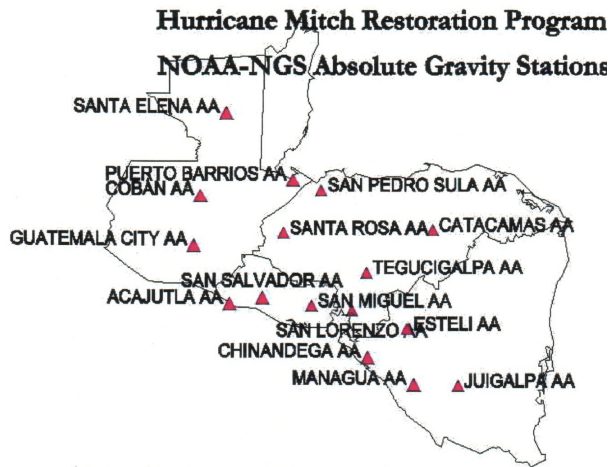 Hurricane Mitch Restoration Program
NOAA-NGS Absolute Gravity Stations
SANTA ELENA AA
PUERTO BARRIOS AA
COBAN AA
SAN PEDRO SULA AA
SANTA ROSA AA
CATACAMAS AA
GUATEMALA CITY AA
TEGUCIGALPA AA
SAN SALVADOR AA
ACAJUTLA AA
SAN MIGUEL AA
SAN LORENZO AA
ESTELI AA
CHINANDEGA AA
MANAGUA AA
JUIGALPA AA